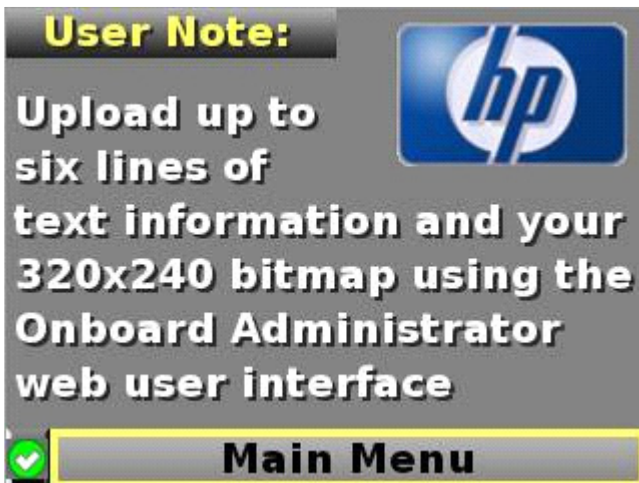 User Note:
hp
Upload up to
six lines of
text information and your
320x240 bitmap using the
Onboard Administrator
web user interface
Main Menu